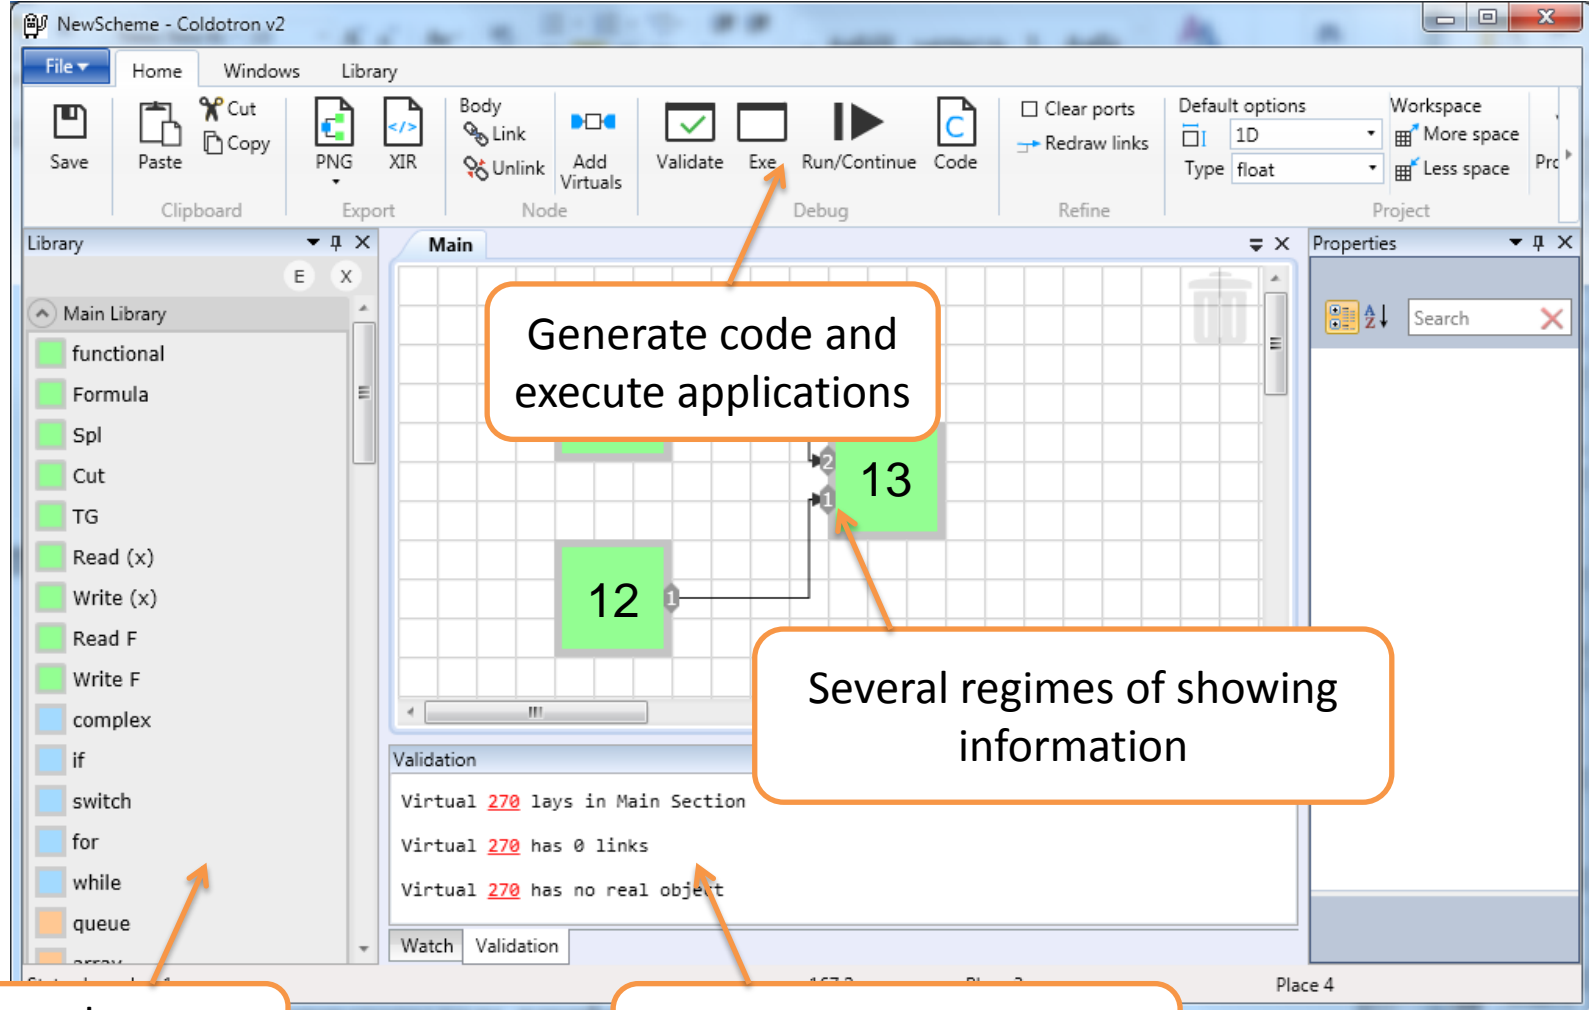 NewScheme - Coldotron v2
File
Home
Windows
Library
Save
Paste
Cut
Copy
Clipboard
PNG
XIR
Export
Body
Link
Unlink
Add
Virtuals
Node
Validate
Exe
Run/Continue
Code
Debug
Clear ports
Redraw links
Refine
Default options
1D
Type float
Workspace
More space
Less space
Project
Library
E X
Main Library
functional
Formula
Spl
Cut
TG
Read (x)
Write (x)
Read F
Write F
complex
if
switch
for
while
queue
Main
Generate code and
execute applications
2
13
1
12
1
Several regimes of showing
information
Validation
Virtual 270 lays in Main Section
Virtual 270 has 0 links
Virtual 270 has no real object
Watch
Validation
Properties
Search
Place 4